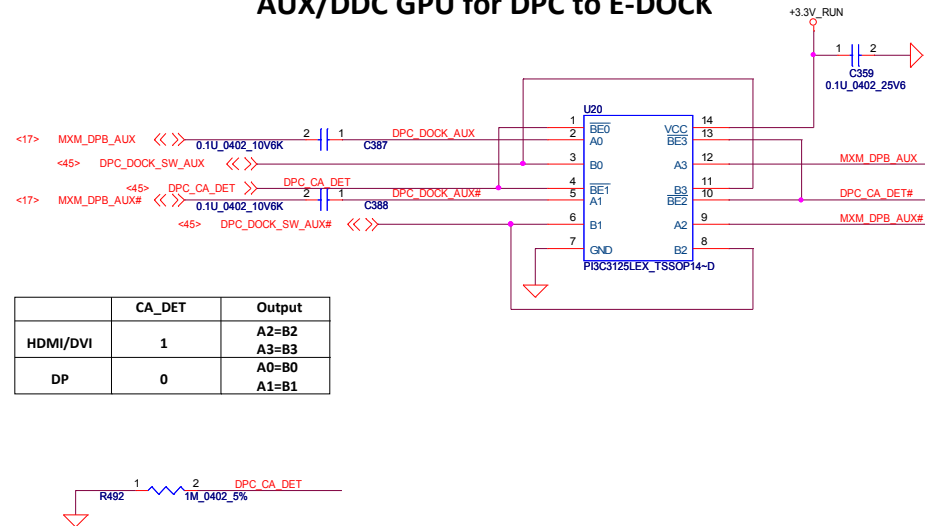 AUX/DDC GPU for DPC to E-DOCK
+3.3V_RUN
1 2
C359
0.1U_0402_25V6
U20
<17> MXM_DPB_AUX 2 1 DPC_DOCK_AUX
0.1U_0402_10V6K C387
<45> DPC_DOCK_SW_AUX
<45> DPC_CA_DET DPC_CA_DET
<17> MXM_DPB_AUX# 2 1 DPC_DOCK_AUX#
0.1U_0402_10V6K C388
<45> DPC_DOCK_SW_AUX#
1 BE0 VCC 14
2 A0 BE3 13
3 B0 A3 12 MXM_DPB_AUX
4 BE1 B3 11
5 A1 BE2 10 DPC_CA_DET#
6 B1 A2 9 MXM_DPB_AUX#
7 GND B2 8
PI3C3125LEX_TSSOP14~D
CA_DET Output
HDMI/DVI 1 A2=B2
A3=B3
DP 0 A0=B0
A1=B1
1 2 DPC_CA_DET
R492 1M_0402_5%